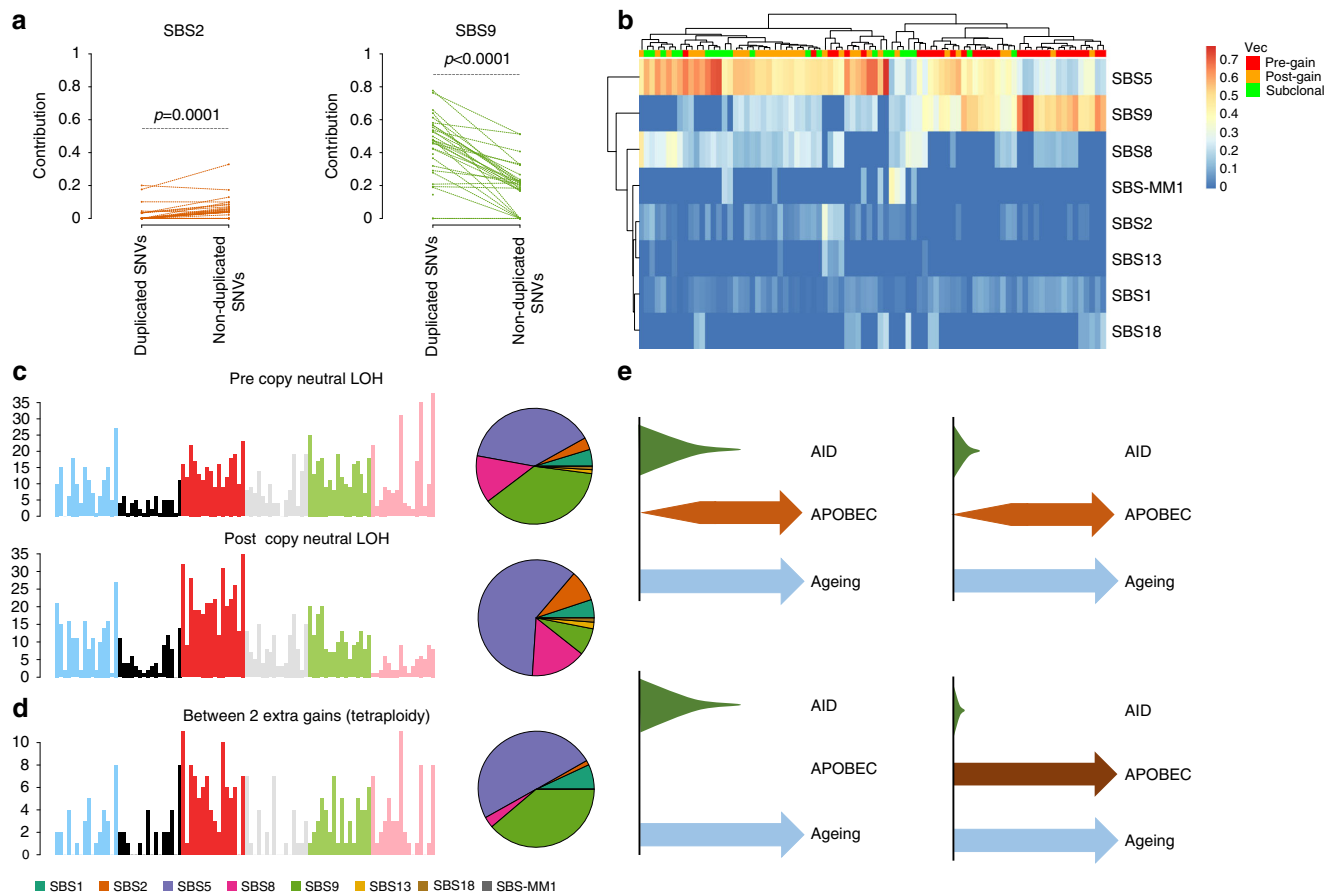 a
SBS2
SBS9
Contribution
1
0.8
0.6
0.4
0.2
0
p=0.0001
Duplicated SNVs
Non-duplicated
SNVs
Contribution
1
0.8
0.6
0.4
0.2
0
p<0.0001
Duplicated SNVs
Non-duplicated
SNVs
b
SBS5
SBS9
SBS8
SBS-MM1
SBS2
SBS13
SBS1
SBS18
0.7
0.6
0.5
0.4
0.3
0.2
0.1
0
Vec
Pre-gain
Post-gain
Subclonal
c
Pre copy neutral LOH
35
30
25
20
15
10
5
0
Post copy neutral LOH
35
30
25
20
15
10
5
0
d
Between 2 extra gains (tetraploidy)
10
8
6
4
2
0
SBS1
SBS2
SBS5
SBS8
SBS9
SBS13
SBS18
SBS-MM1
e
AID
APOBEC
Ageing
AID
APOBEC
Ageing
AID
APOBEC
Ageing
AID
APOBEC
Ageing